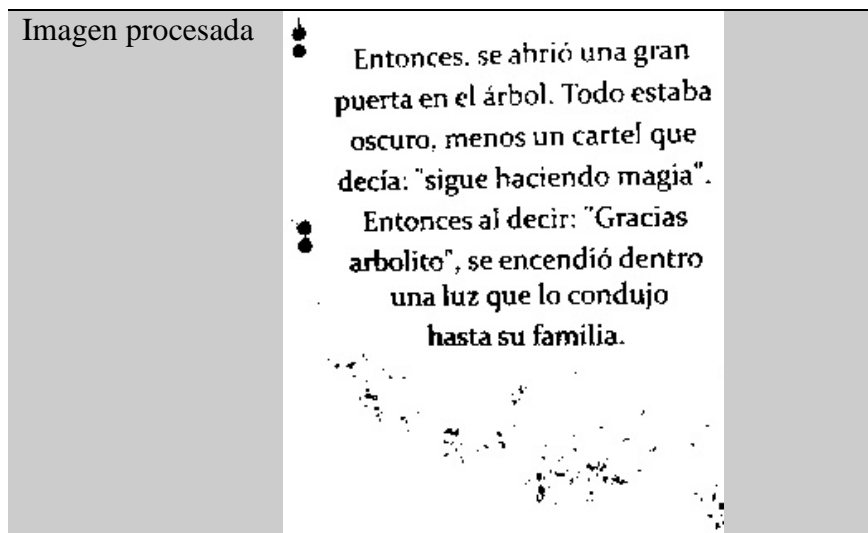 Imagen procesada
Entonces. se abrió una gran
puerta en el árbol. Todo estaba
oscuro, menos un cartel que
decía: "sigue haciendo magia".
Entonces al decir: "Gracias
arbolito", se encendió dentro
una luz que lo condujo
hasta su familia.